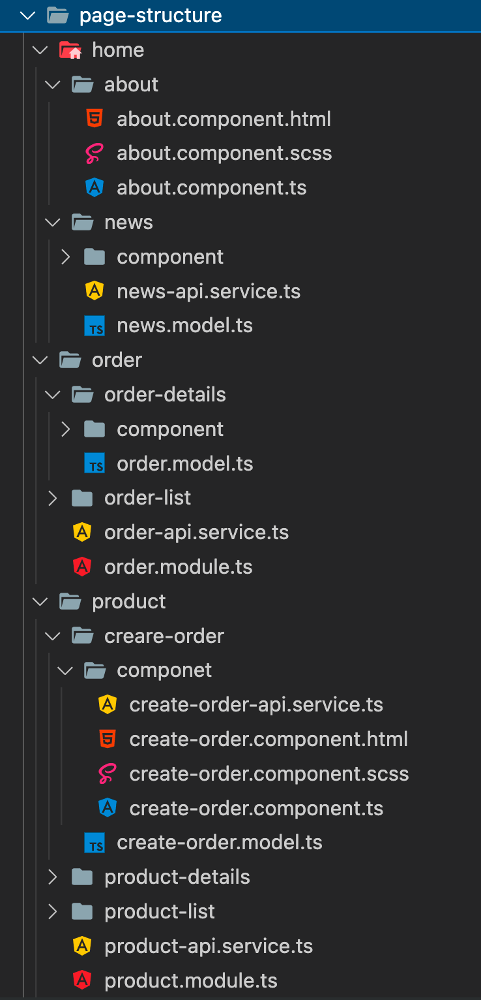 page-structure
home
about
about.component.html
about.component.scss
about.component.ts
news
component
news-api.service.ts
TS news.model.ts
order
order-details
component
TS order.model.ts
order-list
order-api.service.ts
order.module.ts
product
creare-order
componet
create-order-api.service.ts
create-order.component.html
create-order.component.scss
create-order.component.ts
TS create-order.model.ts
product-details
product-list
product-api.service.ts
product.module.ts